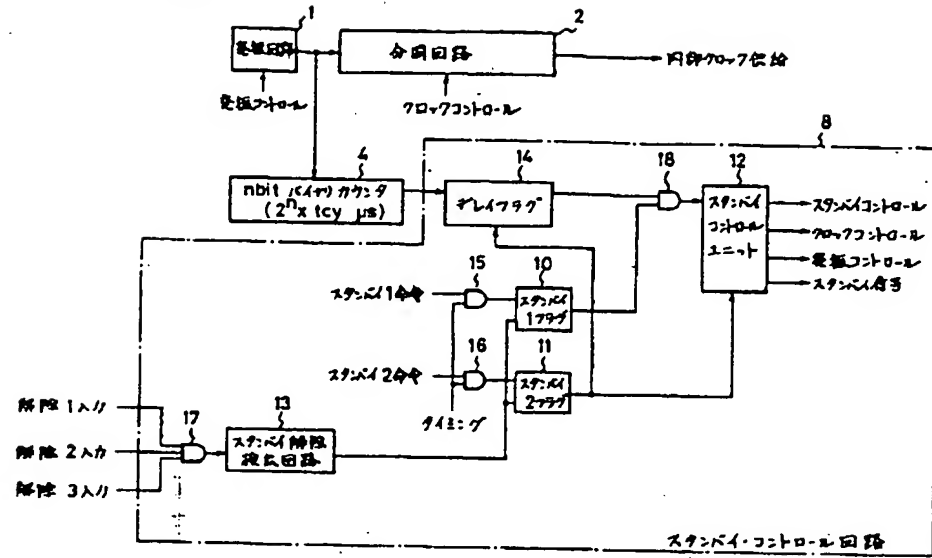 1
2
発振回路
分周回路
内部クロック供給
発振コントロール
クロックコントロール
8
4
14
18
12
nbit バイナリカウンタ
(2ⁿx tcy μs)
ディレイフラグ
スタンバイ
コントロール
ユニット
スタンバイコントロール
クロックコントロール
発振コントロール
スタンバイ信号
15
10
スタンバイ1命令
スタンバイ
1フラグ
16
11
スタンバイ2命令
スタンバイ
2フラグ
タイミング
解除 1入力
17
13
解除 2入力
スタンバイ解除
検出回路
解除 3入力
スタンバイ・コントロール回路